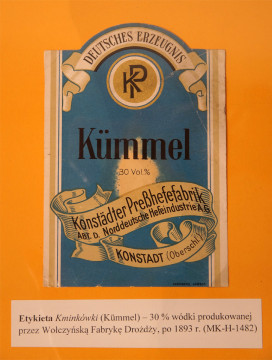 DEUTSCHES ERZEUGNIS
KP
Kümmel
30 Vol.%
Konstädter Preßhefefabrik
ABT. D. Norddeutsche Hefeindustrie A.G.
KONSTADT (Oberschl.)
Etykieta Kminkówki (Kümmel) – 30 % wódki produkowanej
przez Wołczyńską Fabrykę Drożdży, po 1893 r. (MK-H-1482)